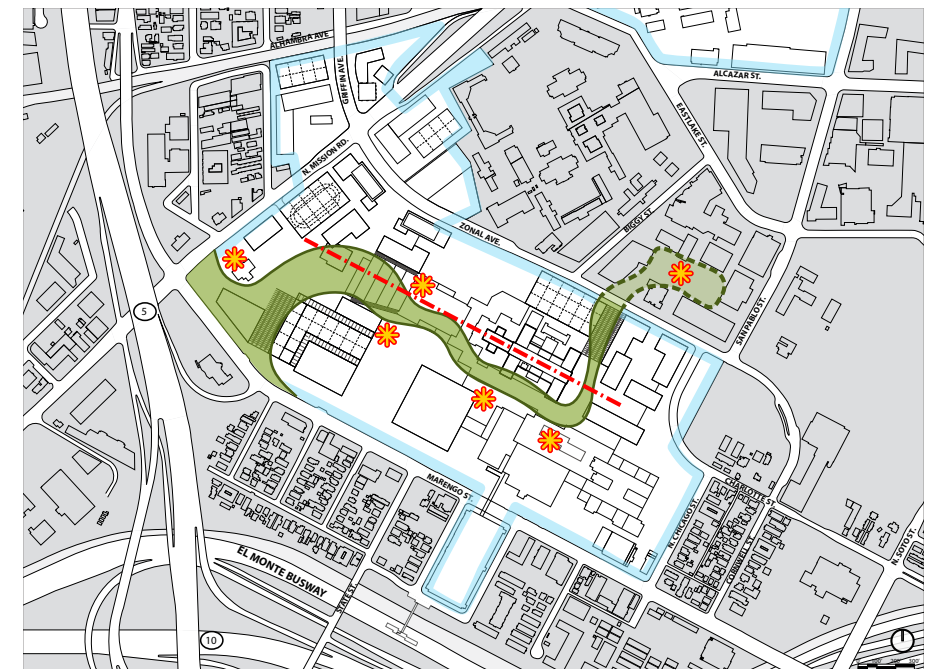 ALHAMBRA AVE.
GRIFFIN AVE.
ALCAZAR ST.
EASTLAKE ST.
N. MISSION RD.
ZONAL AVE.
BIGGY ST.
SAN PABLO ST.
5
MARENGO ST.
CHARLOTTE ST.
N. CHICAGO ST.
CORNWELL ST.
N. SOTO ST.
EL MONTE BUSWAY
STATE ST.
10